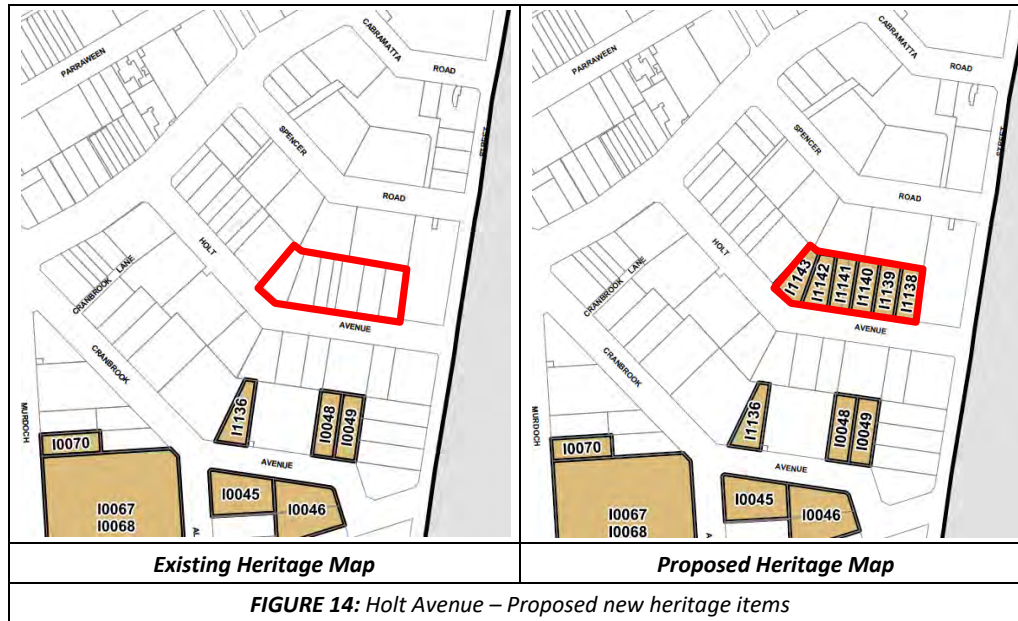 CABRAMATTA
ROAD
PARRAWEEN
SPENCER
STREET
ROAD
HOLT
CRANBROOK LANE
AVENUE
CRANBROOK
MURDOCH
I1136
I0048
I0049
I0070
AVENUE
I0045
I0046
I0067
I0068
AL
CABRAMATTA
ROAD
PARRAWEEN
SPENCER
STREET
ROAD
HOLT
I1143
I1142
I1141
I1140
I1139
I1138
CRANBROOK LANE
AVENUE
CRANBROOK
MURDOCH
I1136
I0048
I0049
I0070
AVENUE
I0045
I0046
I0067
I0068
A
Existing Heritage Map
Proposed Heritage Map
FIGURE 14: Holt Avenue – Proposed new heritage items